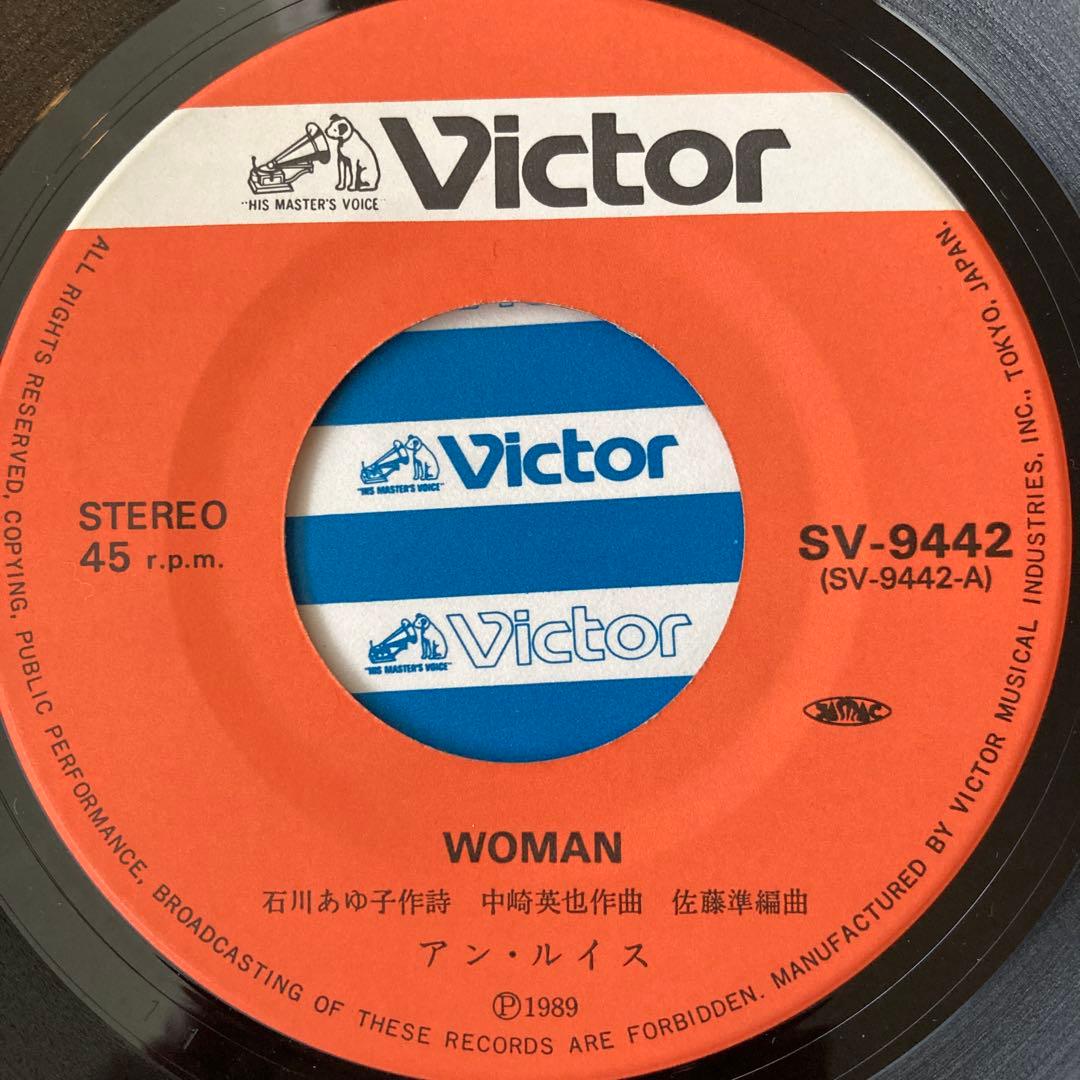 Victor
"HIS MASTER'S VOICE"
ALL RIGHTS RESERVED, COPYING, PUBLIC PERFORMANCE, BROADCASTING OF THESE RECORDS ARE FORBIDDEN. MANUFACTURED BY VICTOR MUSICAL INDUSTRIES, INC., TOKYO, JAPAN.
Victor
"HIS MASTER'S VOICE"
STEREO
45 r.p.m.
SV-9442
(SV-9442-A)
Victor
"HIS MASTER'S VOICE"
JASRAC
WOMAN
石川あゆ子作詩 中崎英也作曲 佐藤準編曲
アン・ルイス
Ⓟ1989